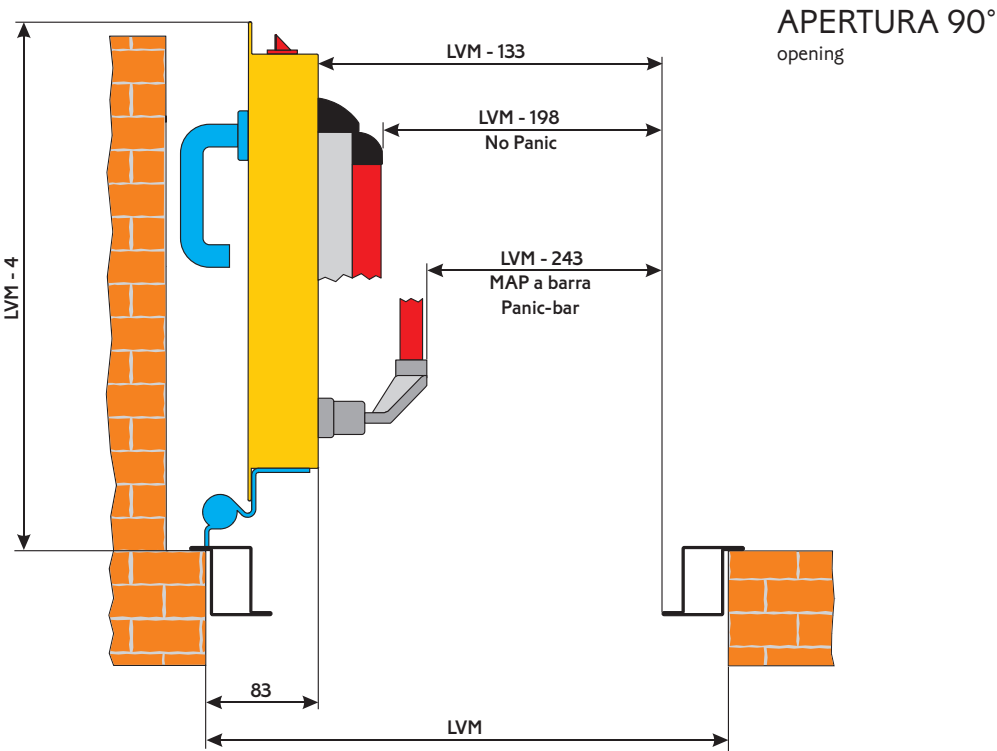 APERTURA 90°
opening
LVM - 133
LVM - 198
No Panic
LVM - 243
MAP a barra
Panic-bar
LVM - 4
83
LVM